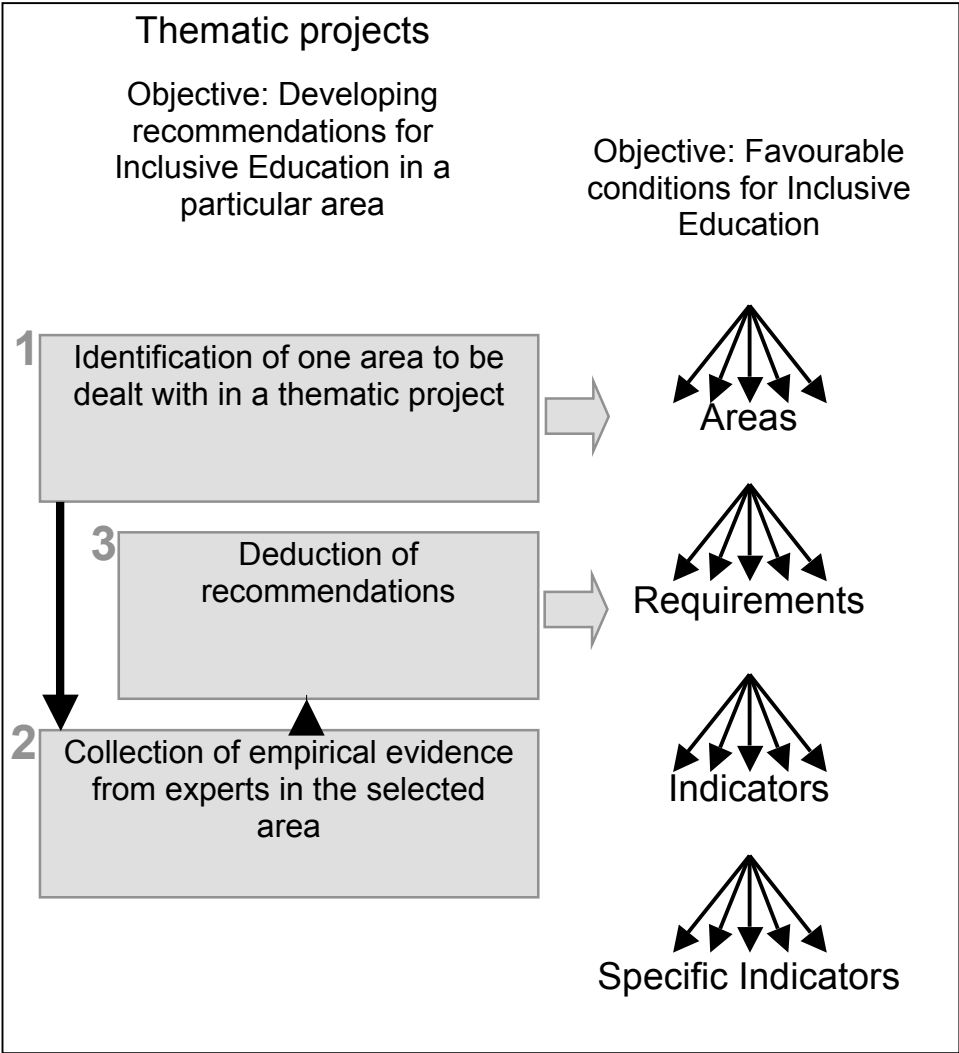 Thematic projects
Objective: Developing
recommendations for
Inclusive Education in a
particular area
Objective: Favourable
conditions for Inclusive
Education
1
Identification of one area to be
dealt with in a thematic project
Areas
3
Deduction of
recommendations
Requirements
2
Collection of empirical evidence
from experts in the selected
area
Indicators
Specific Indicators